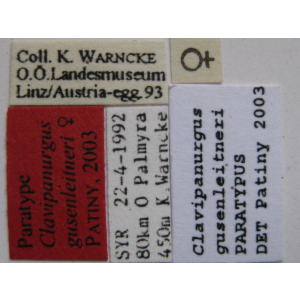 Coll. K. WARNCKE
O.Ö.Landesmuseum
Linz/Austria-egg.93
♀
Paratype
Clavipanurgus ♀
gusenleitneri
PATINY, 2003
SYR 22-4-1992
80km O Palmyra
450m K.Warncke
Clavipanurgus
gusenleitneri
PARATYPUS
DET Patiny 2003